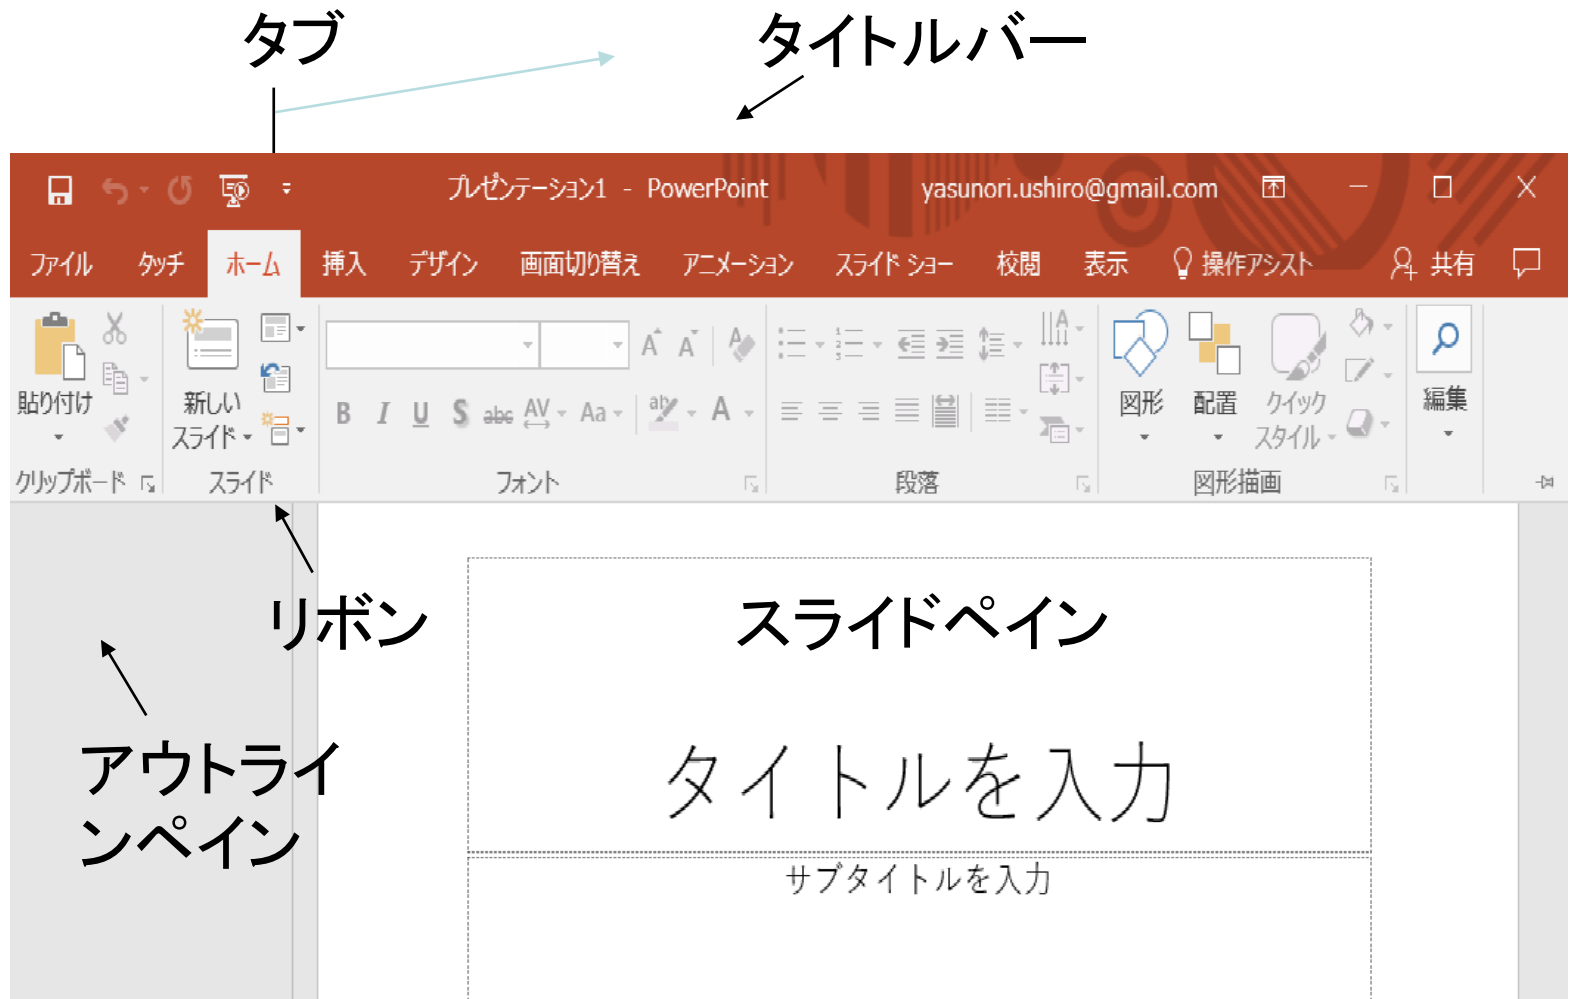 タブ
タイトルバー
プレゼンテーション1 - PowerPoint
yasunori.ushiro@gmail.com
ファイル タッチ ホーム 挿入 デザイン 画面切り替え アニメーション スライド ショー 校閲 表示 操作アシスト 共有
貼り付け
新しい
スライド
B I U S abc AV Aa ab A
A A A
図形
配置
クイック
スタイル
編集
クリップボード スライド フォント 段落 図形描画
リボン
スライドペイン
アウトライ
ンペイン
タイトルを入力
サブタイトルを入力